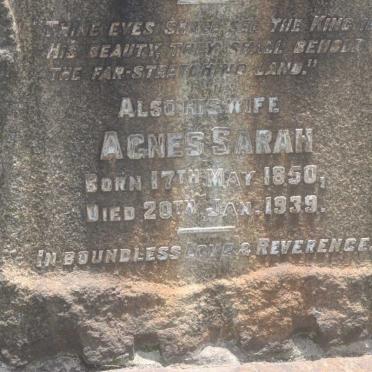 "THINE EYES SHALL SEE THE KING IN
HIS BEAUTY, THEY SHALL BEHOLD
THE FAR-STRETCHING LAND."
ALSO HIS WIFE
AGNES SARAH
BORN 17TH MAY 1850,
DIED 20TH JAN. 1939.
IN BOUNDLESS LOVE & REVERENCE.